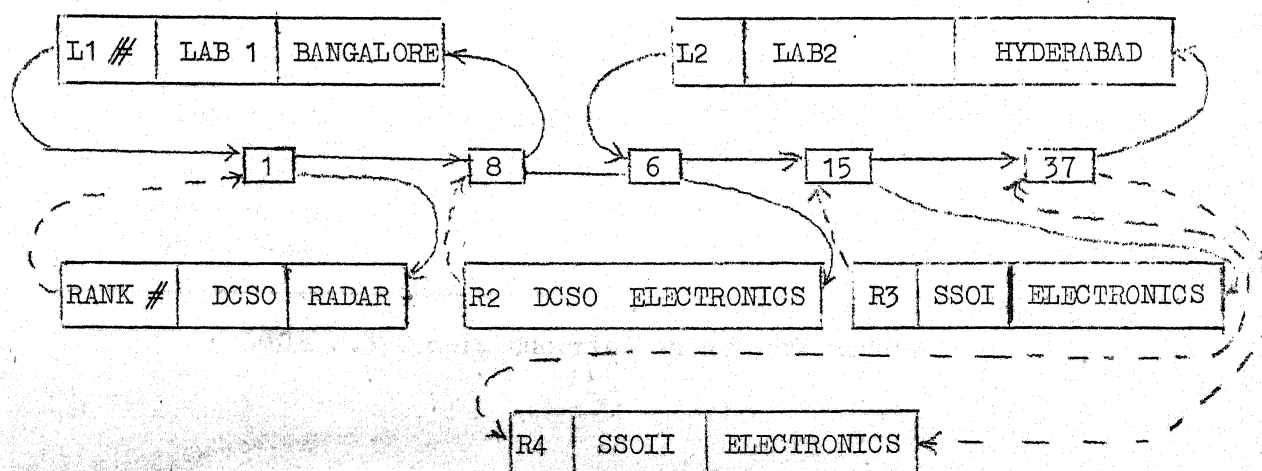 L1 # LAB 1 BANGALORE L2 LAB2 HYDERABAD
1 8 6 15 37
RANK # DCSO RADAR R2 DCSO ELECTRONICS R3 SSOI ELECTRONICS
R4 SSOII ELECTRONICS